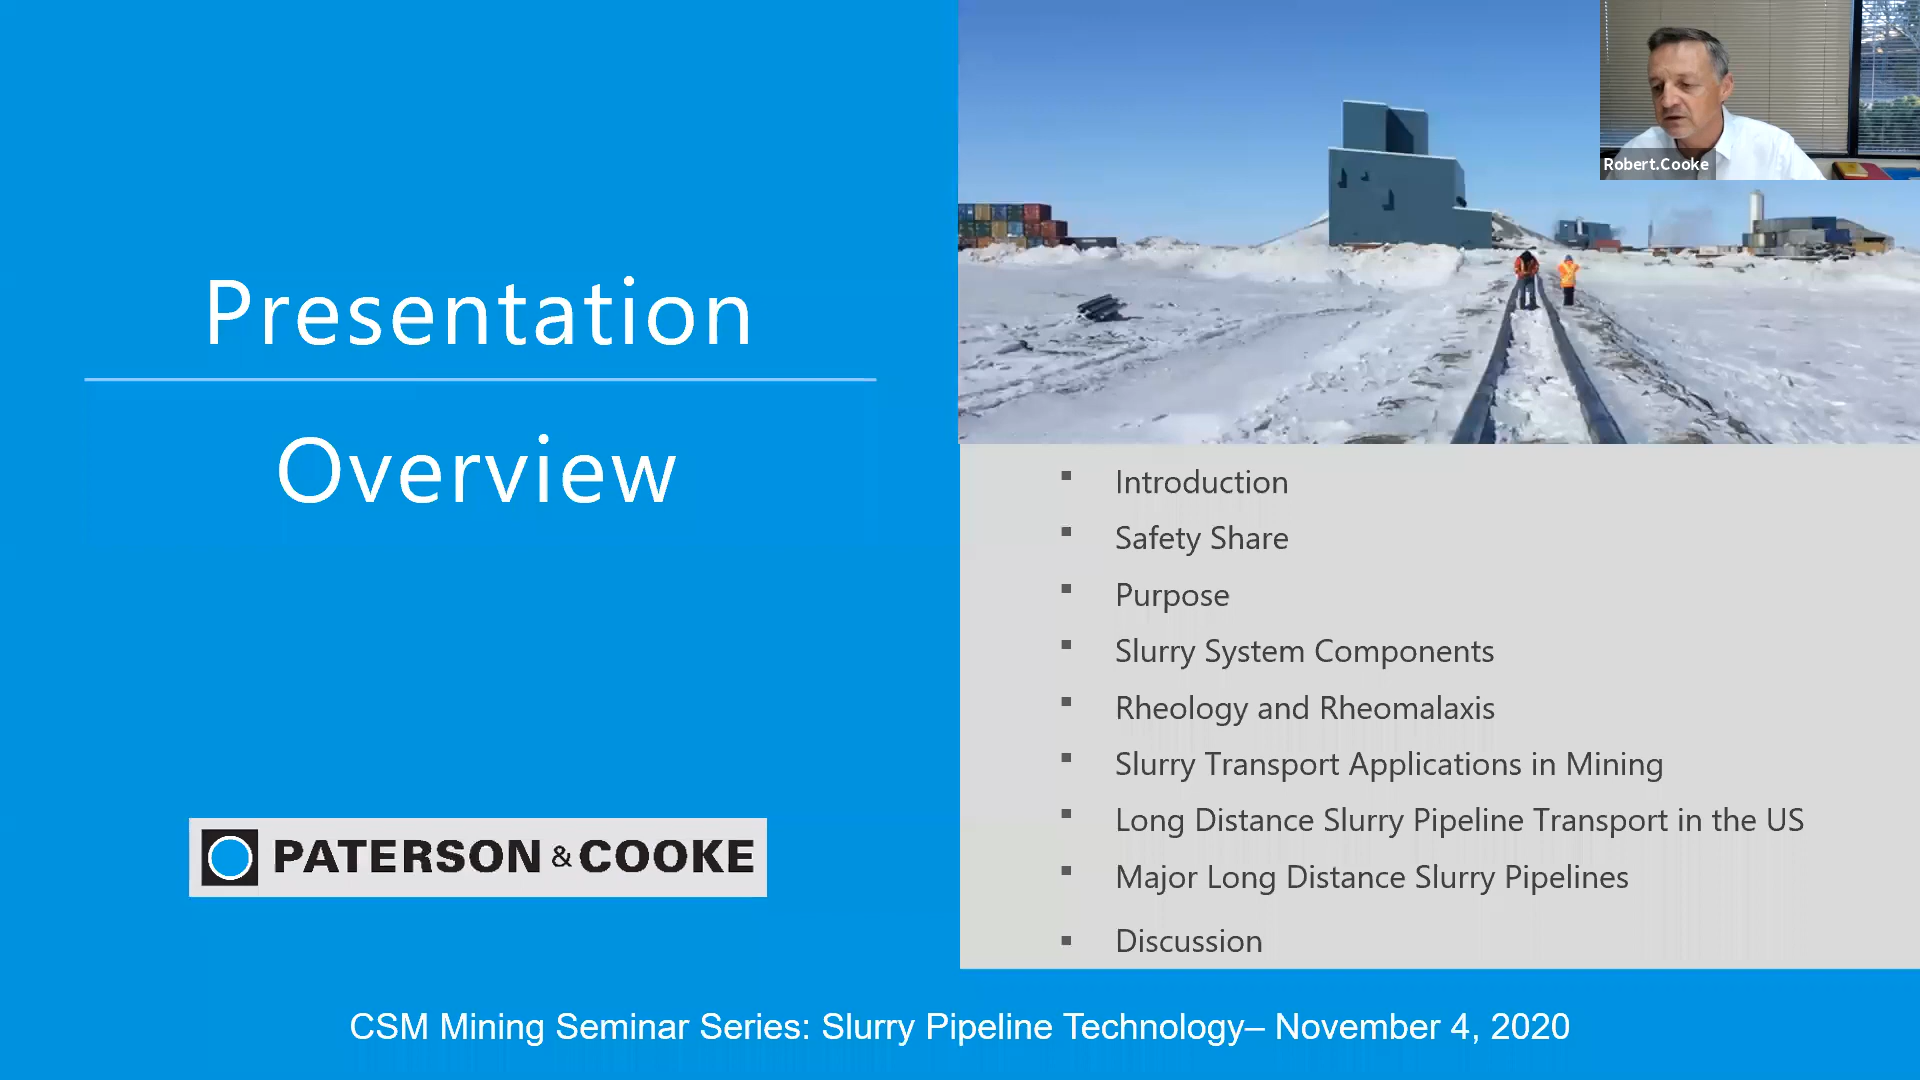 Presentation
Overview
PATERSON & COOKE
Robert.Cooke
Introduction
Safety Share
Purpose
Slurry System Components
Rheology and Rheomalaxis
Slurry Transport Applications in Mining
Long Distance Slurry Pipeline Transport in the US
Major Long Distance Slurry Pipelines
Discussion
CSM Mining Seminar Series: Slurry Pipeline Technology– November 4, 2020